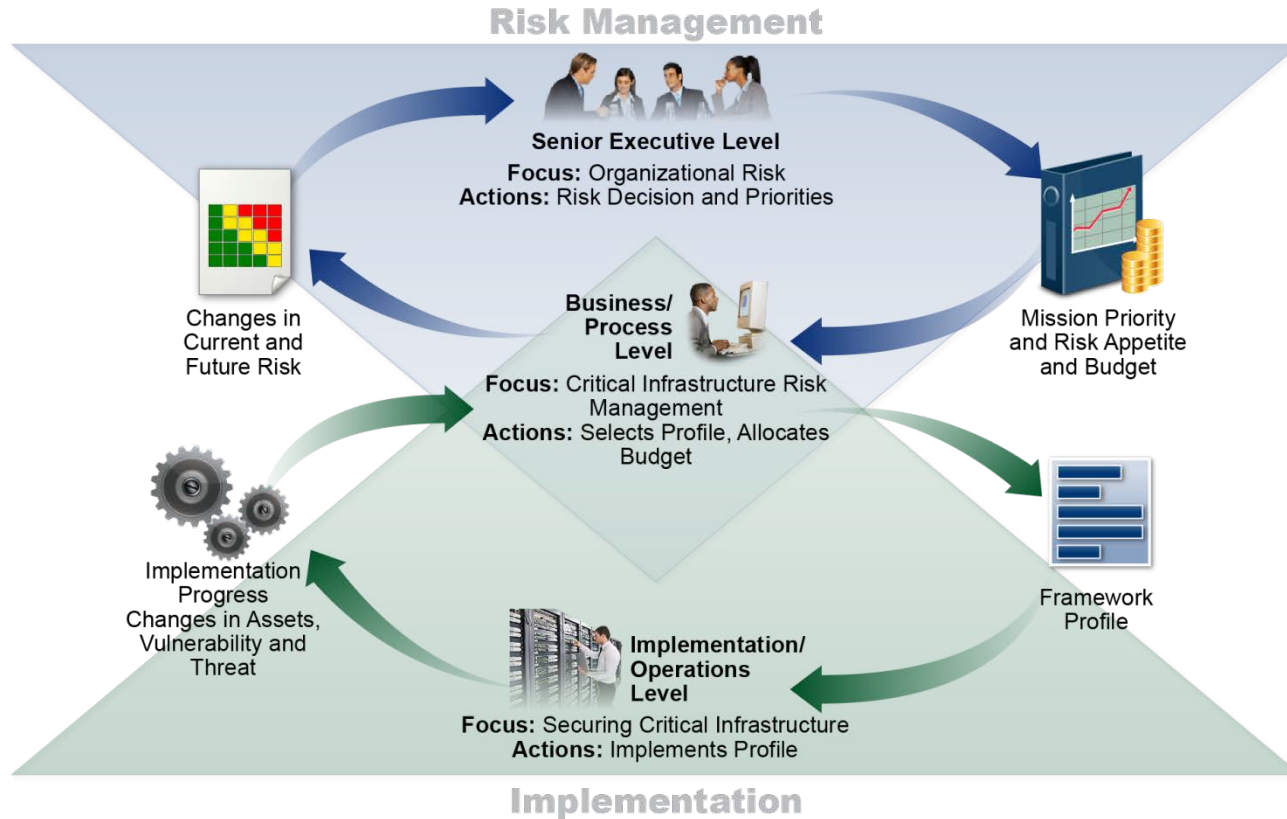 Risk Management
Senior Executive Level
Focus: Organizational Risk
Actions: Risk Decision and Priorities
Changes in
Current and
Future Risk
Business/
Process
Level
Focus: Critical Infrastructure Risk
Management
Actions: Selects Profile, Allocates
Budget
Mission Priority
and Risk Appetite
and Budget
Implementation
Progress
Changes in Assets,
Vulnerability and
Threat
Framework
Profile
Implementation/
Operations
Level
Focus: Securing Critical Infrastructure
Actions: Implements Profile
Implementation